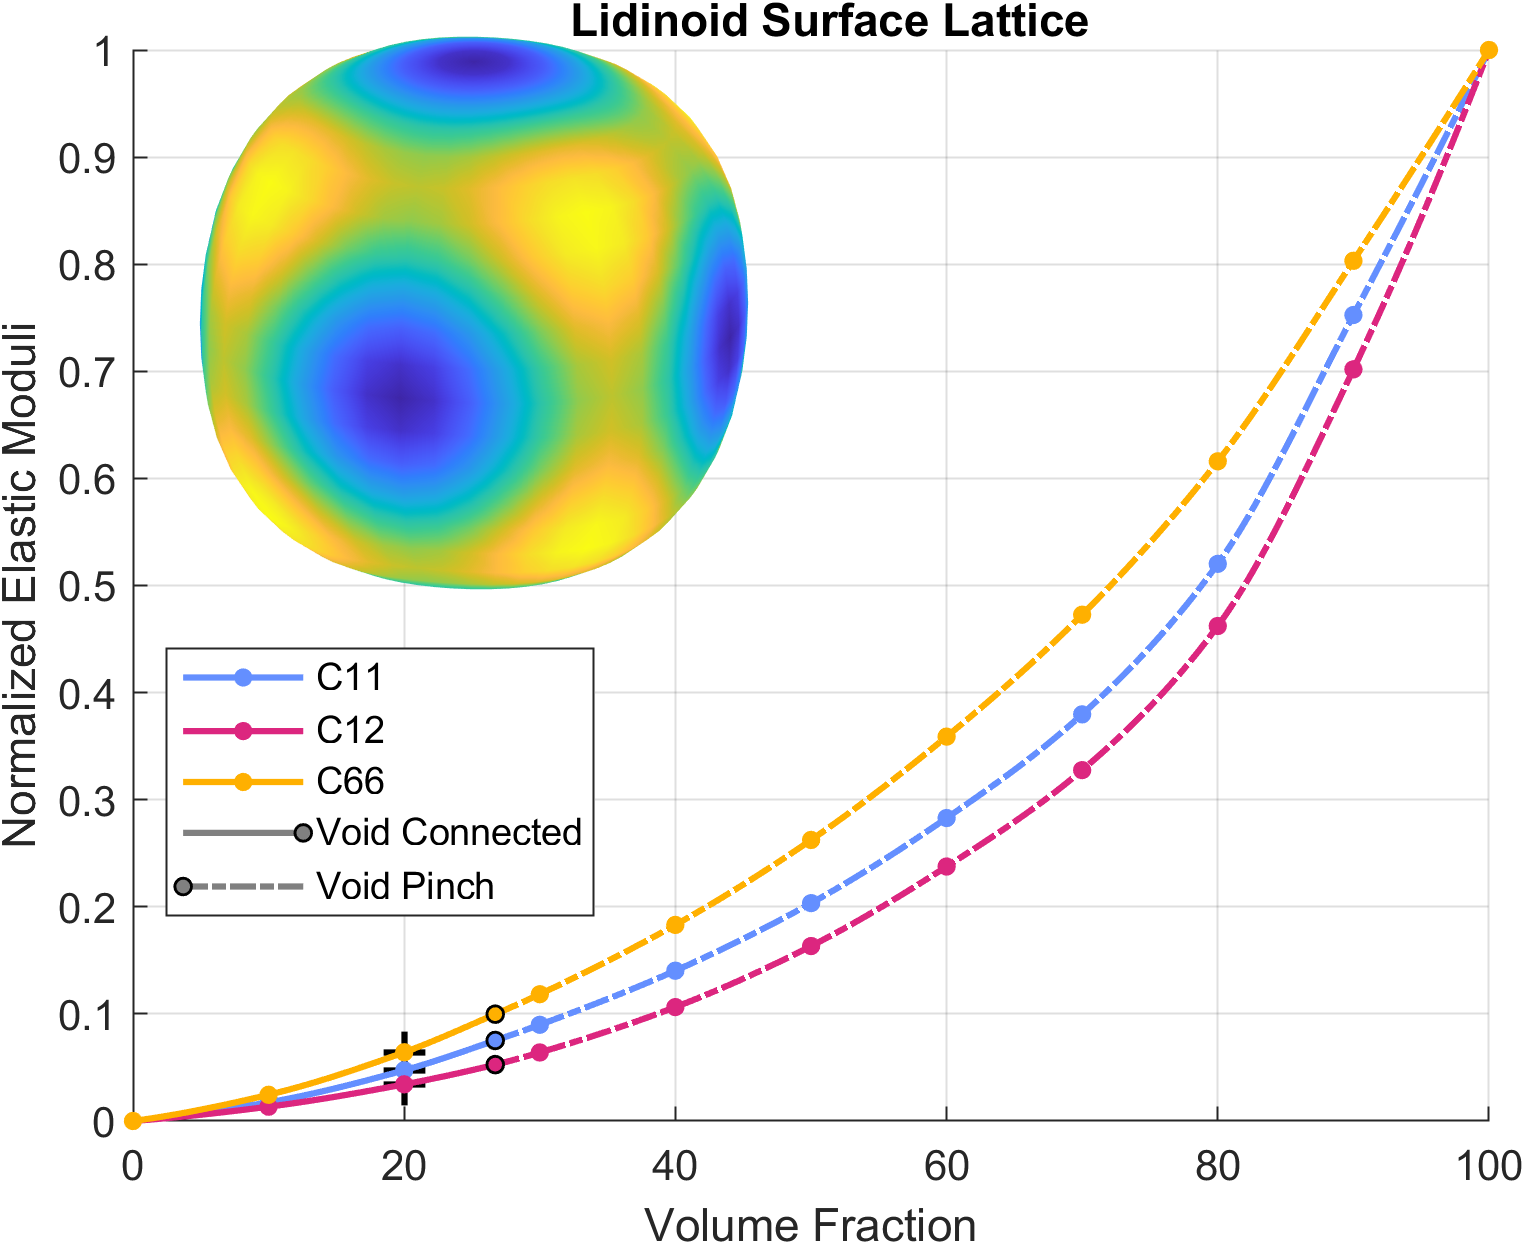 Lidinoid Surface Lattice
1
0.9
0.8
0.7
0.6
0.5
0.4
0.3
0.2
0.1
0
Normalized Elastic Moduli
C11
C12
C66
Void Connected
Void Pinch
0 20 40 60 80 100
Volume Fraction